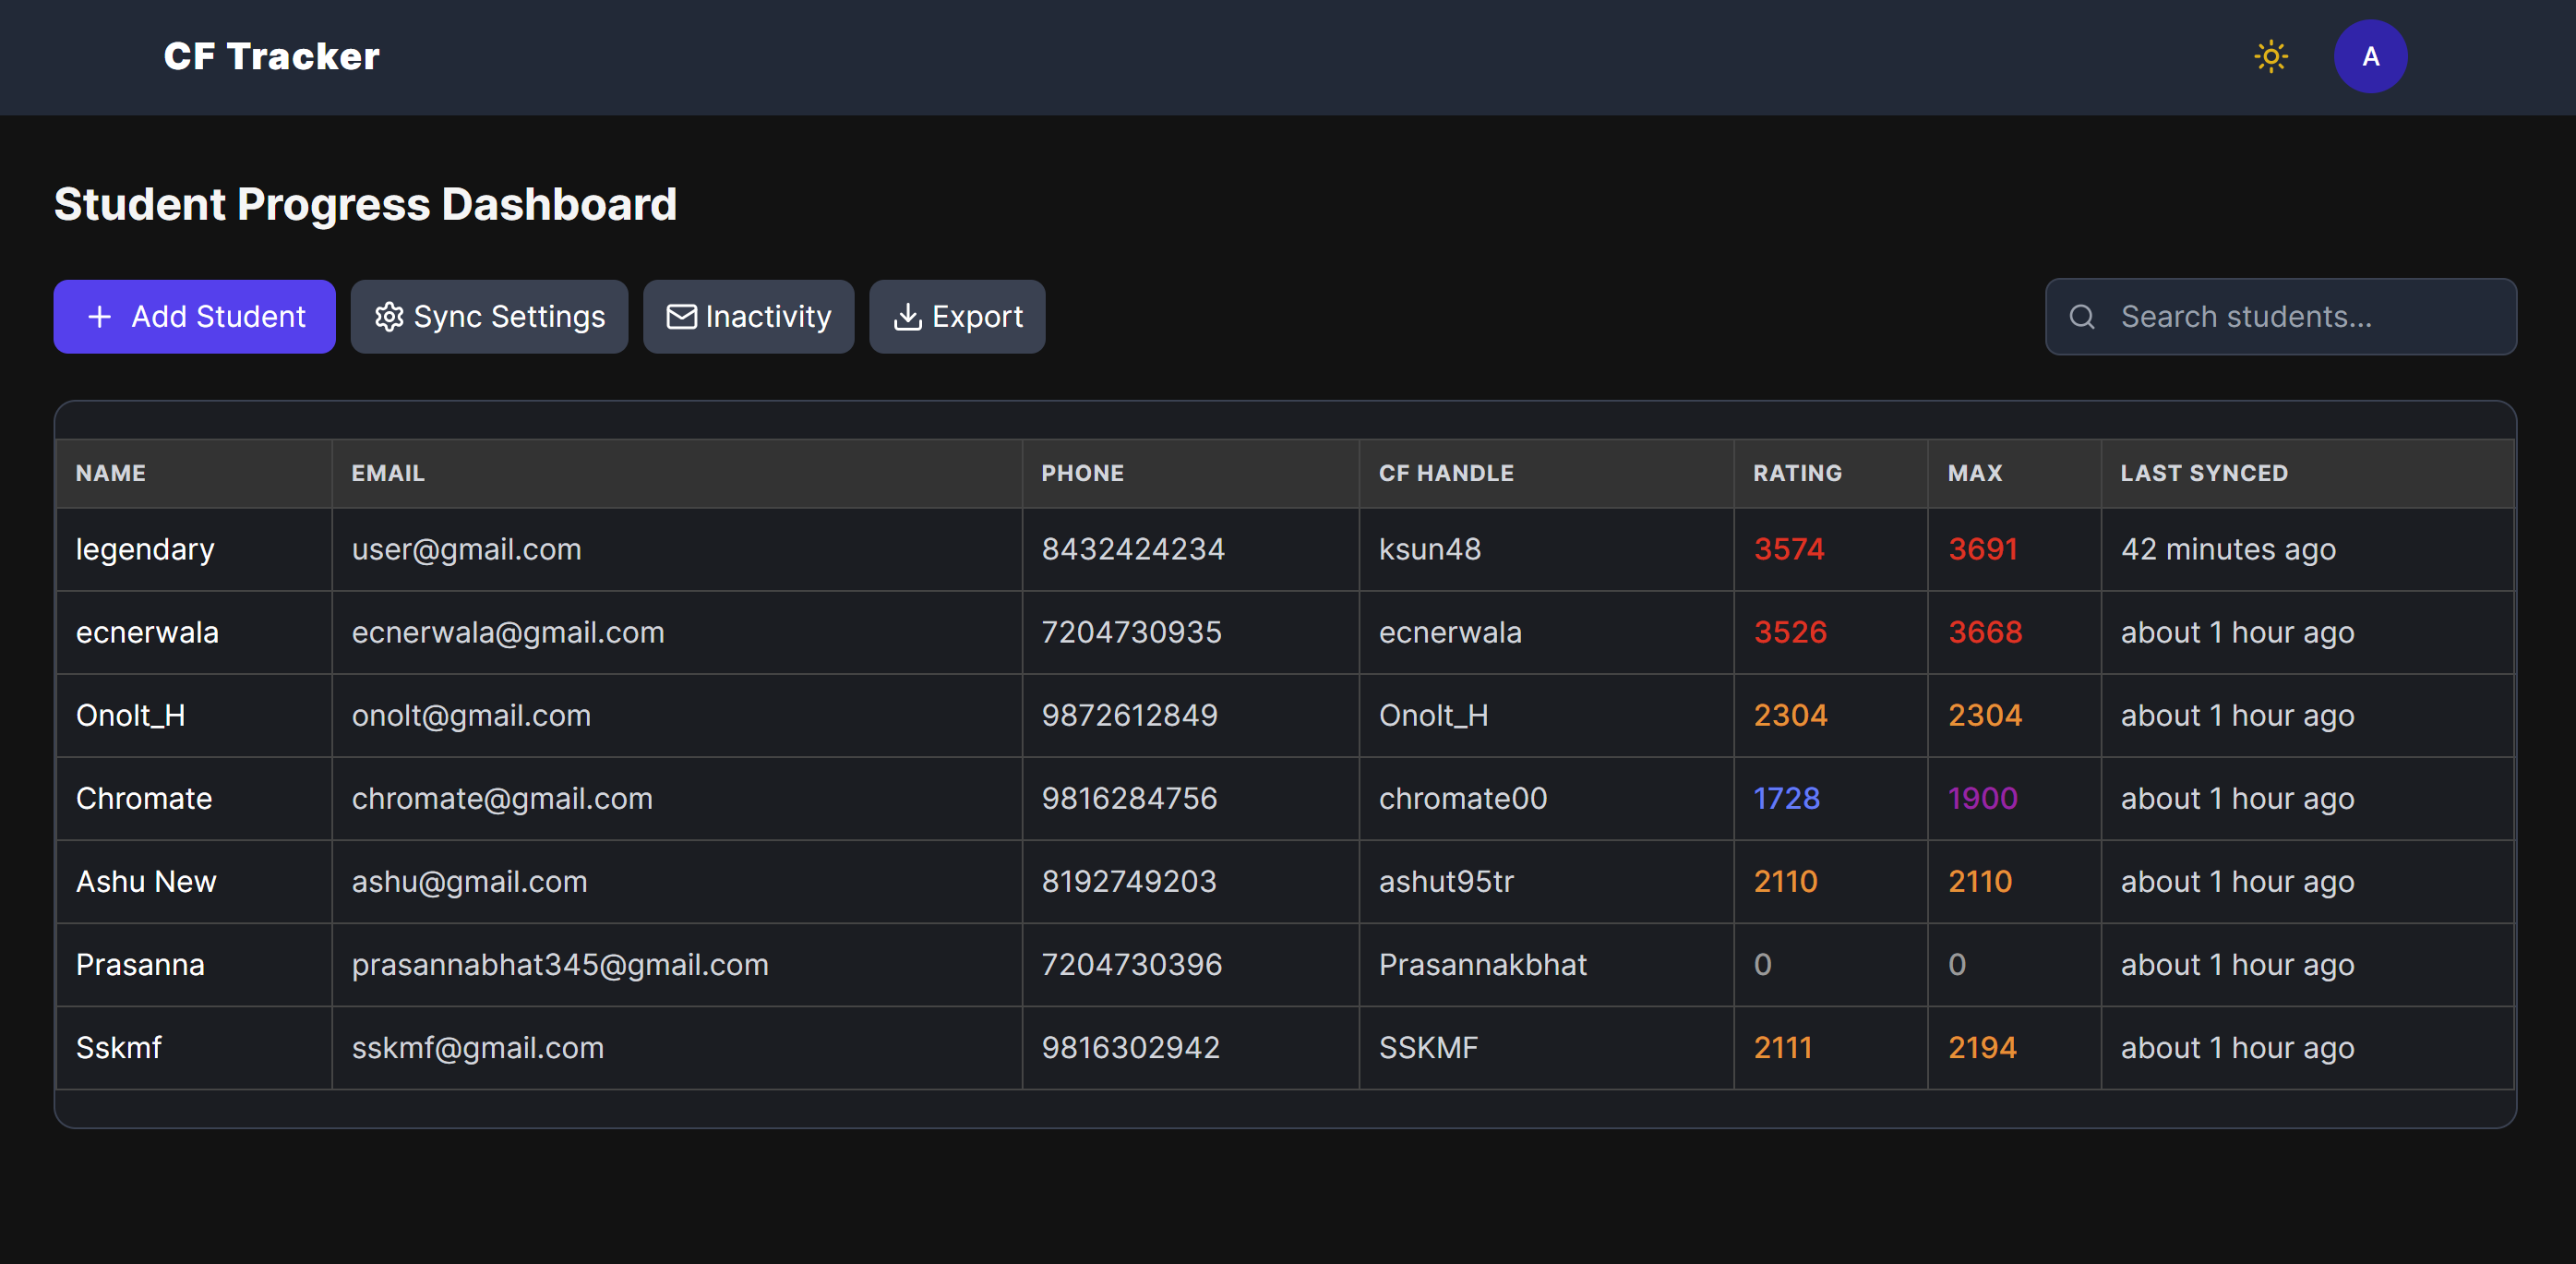 CF Tracker
A
Student Progress Dashboard
Add Student Sync Settings Inactivity Export Search students...
NAME EMAIL PHONE CF HANDLE RATING MAX LAST SYNCED
legendary user@gmail.com 8432424234 ksun48 3574 3691 42 minutes ago
ecnerwala ecnerwala@gmail.com 7204730935 ecnerwala 3526 3668 about 1 hour ago
Onolt_H onolt@gmail.com 9872612849 Onolt_H 2304 2304 about 1 hour ago
Chromate chromate@gmail.com 9816284756 chromate00 1728 1900 about 1 hour ago
Ashu New ashu@gmail.com 8192749203 ashut95tr 2110 2110 about 1 hour ago
Prasanna prasannabhat345@gmail.com 7204730396 Prasannakbhat 0 0 about 1 hour ago
Sskmf sskmf@gmail.com 9816302942 SSKMF 2111 2194 about 1 hour ago